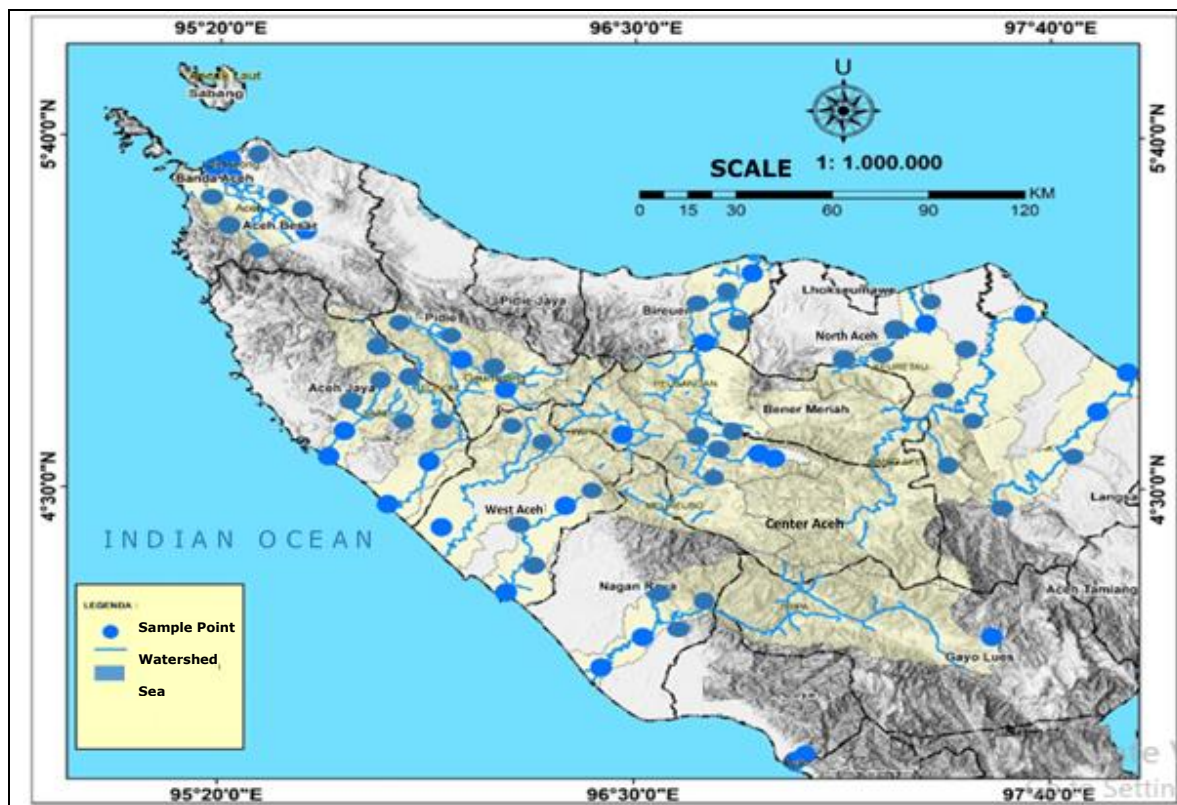 95°20'0"E 96°30'0"E 97°40'0"E
5°40'0"N 5°40'0"N
Sabang
U
SCALE 1: 1.000.000
KM
0 15 30 60 90 120
Banda Aceh
Aceh
Aceh Besar
Pidie Jaya
Pidie
Bireuen
Lhokseumawe
North Aceh
Aceh Jaya
Bener Meriah
4°30'0"N 4°30'0"N
Langsa
West Aceh
Center Aceh
INDIAN OCEAN
Nagan Raya
Aceh Tamiang
Gayo Lues
LEGENDA :
Sample Point
Watershed
Sea
95°20'0"E 96°30'0"E 97°40'0"E